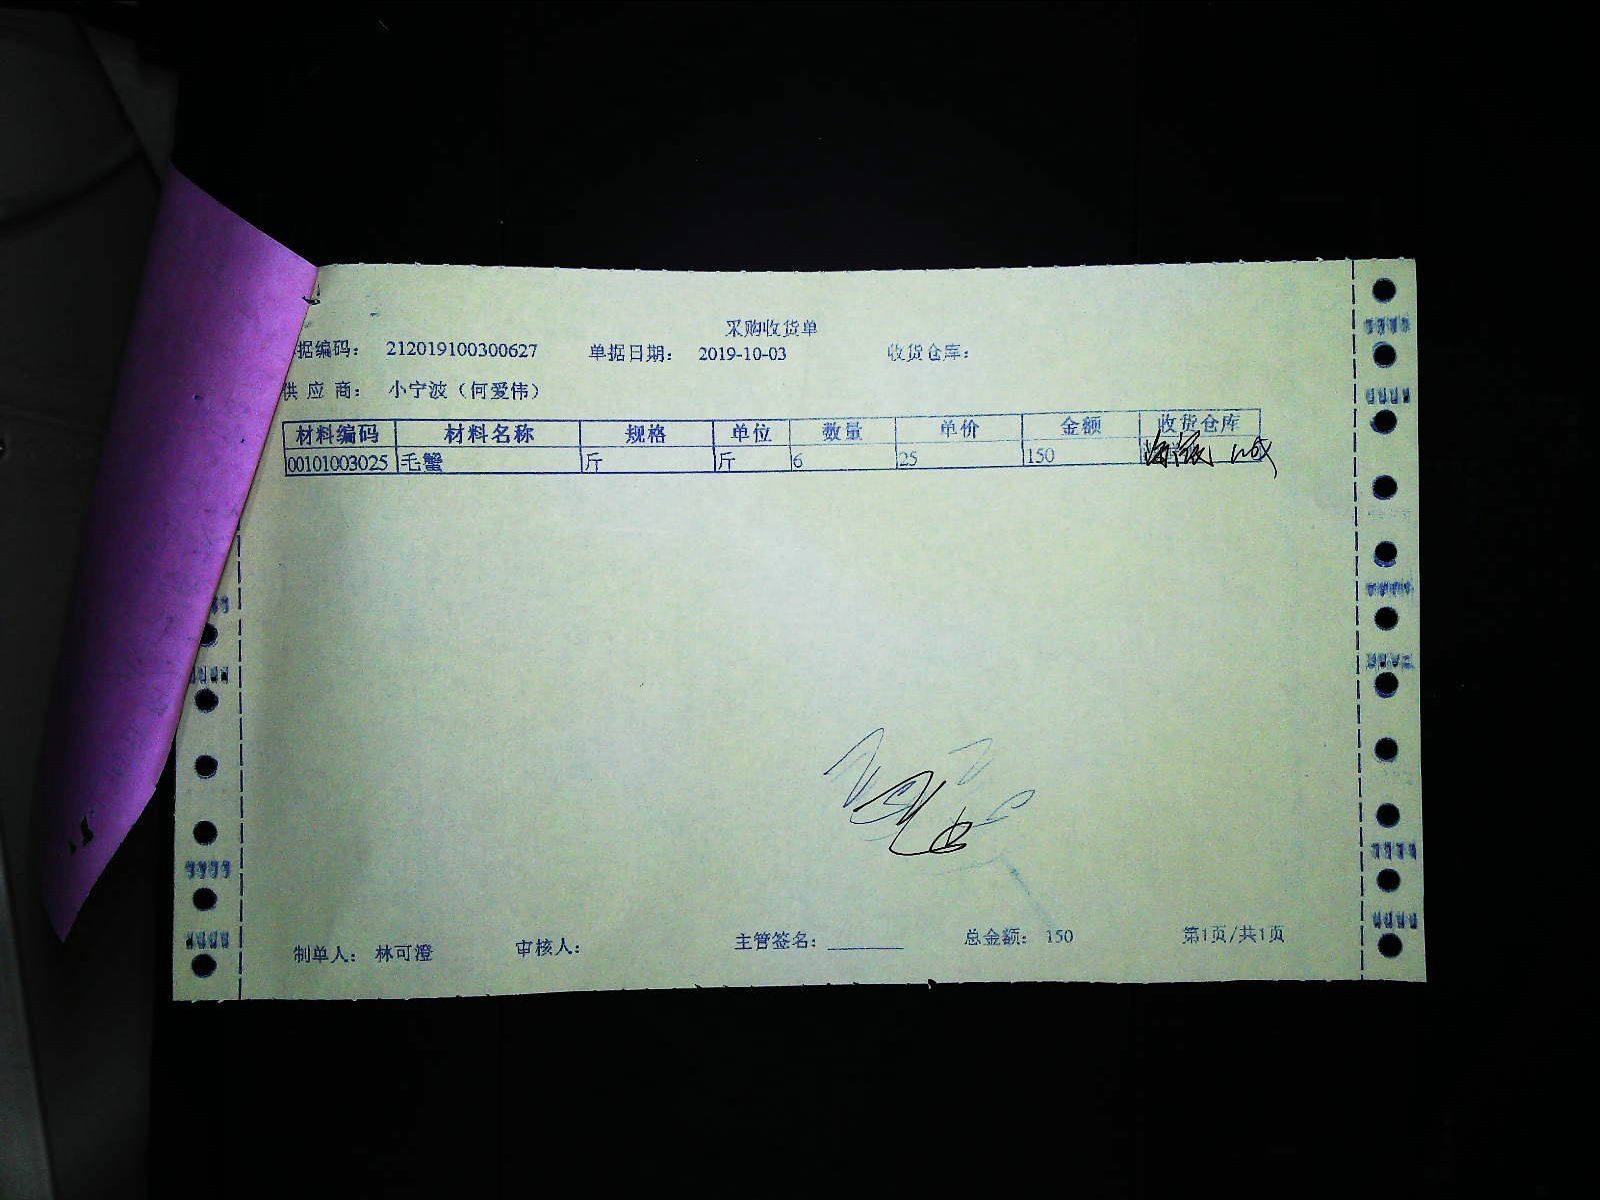 采购收货单
据编码： 212019100300627 单据日期： 2019-10-03 收货仓库：
供 应 商： 小宁波（何爱伟）
材料编码 材料名称 规格 单位 数量 单价 金额 收货仓库
00101003025 毛蟹 斤 斤 6 25 150
制单人： 林可澄 审核人： 主管签名：________ 总金额： 150 第1页/共1页